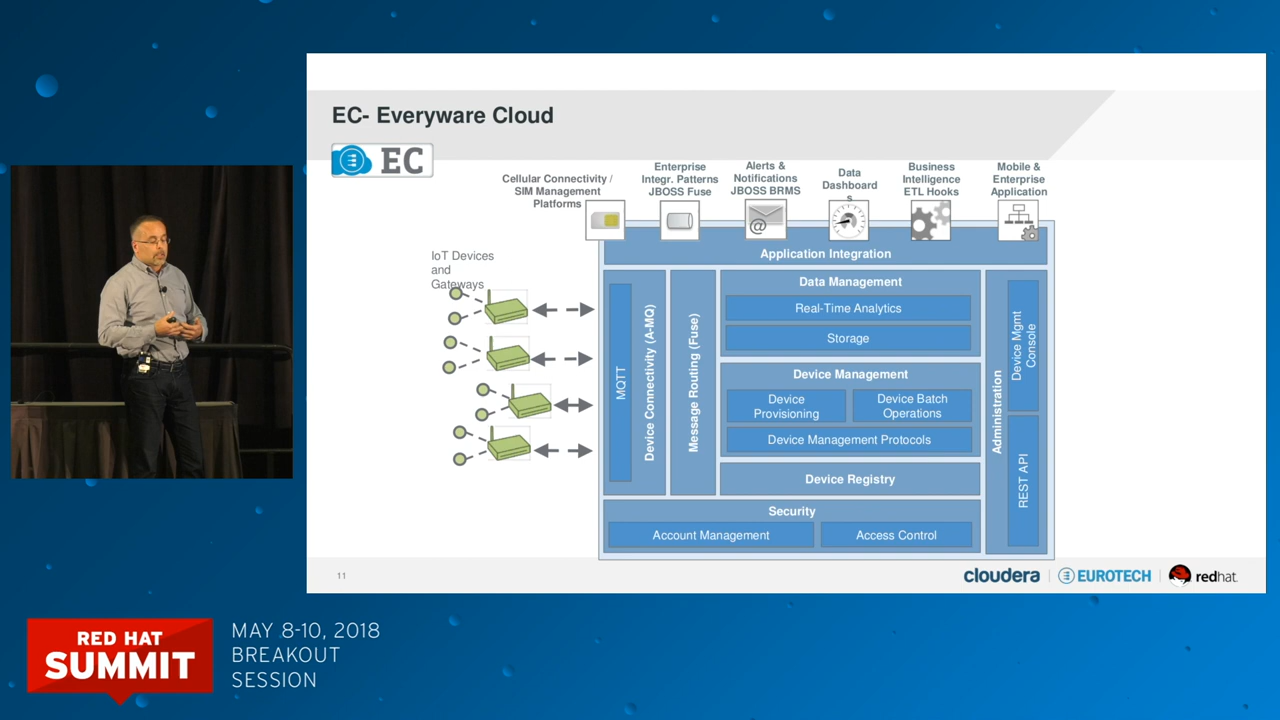 EC- Everyware Cloud
EC
Cellular Connectivity /
SIM Management
Platforms
Enterprise
Integr. Patterns
JBOSS Fuse
Alerts &
Notifications
JBOSS BRMS
Data
Dashboard
s
Business
Intelligence
ETL Hooks
Mobile &
Enterprise
Application
@
IoT Devices
and
Gateways
Application Integration
MQTT
Device Connectivity (A-MQ)
Message Routing (Fuse)
Data Management
Real-Time Analytics
Storage
Device Management
Device
Provisioning
Device Batch
Operations
Device Management Protocols
Device Registry
Security
Account Management
Access Control
Administration
Device Mgmt
Console
REST API
11
cloudera
EUROTECH
redhat.
RED HAT
SUMMIT
MAY 8-10, 2018
BREAKOUT
SESSION